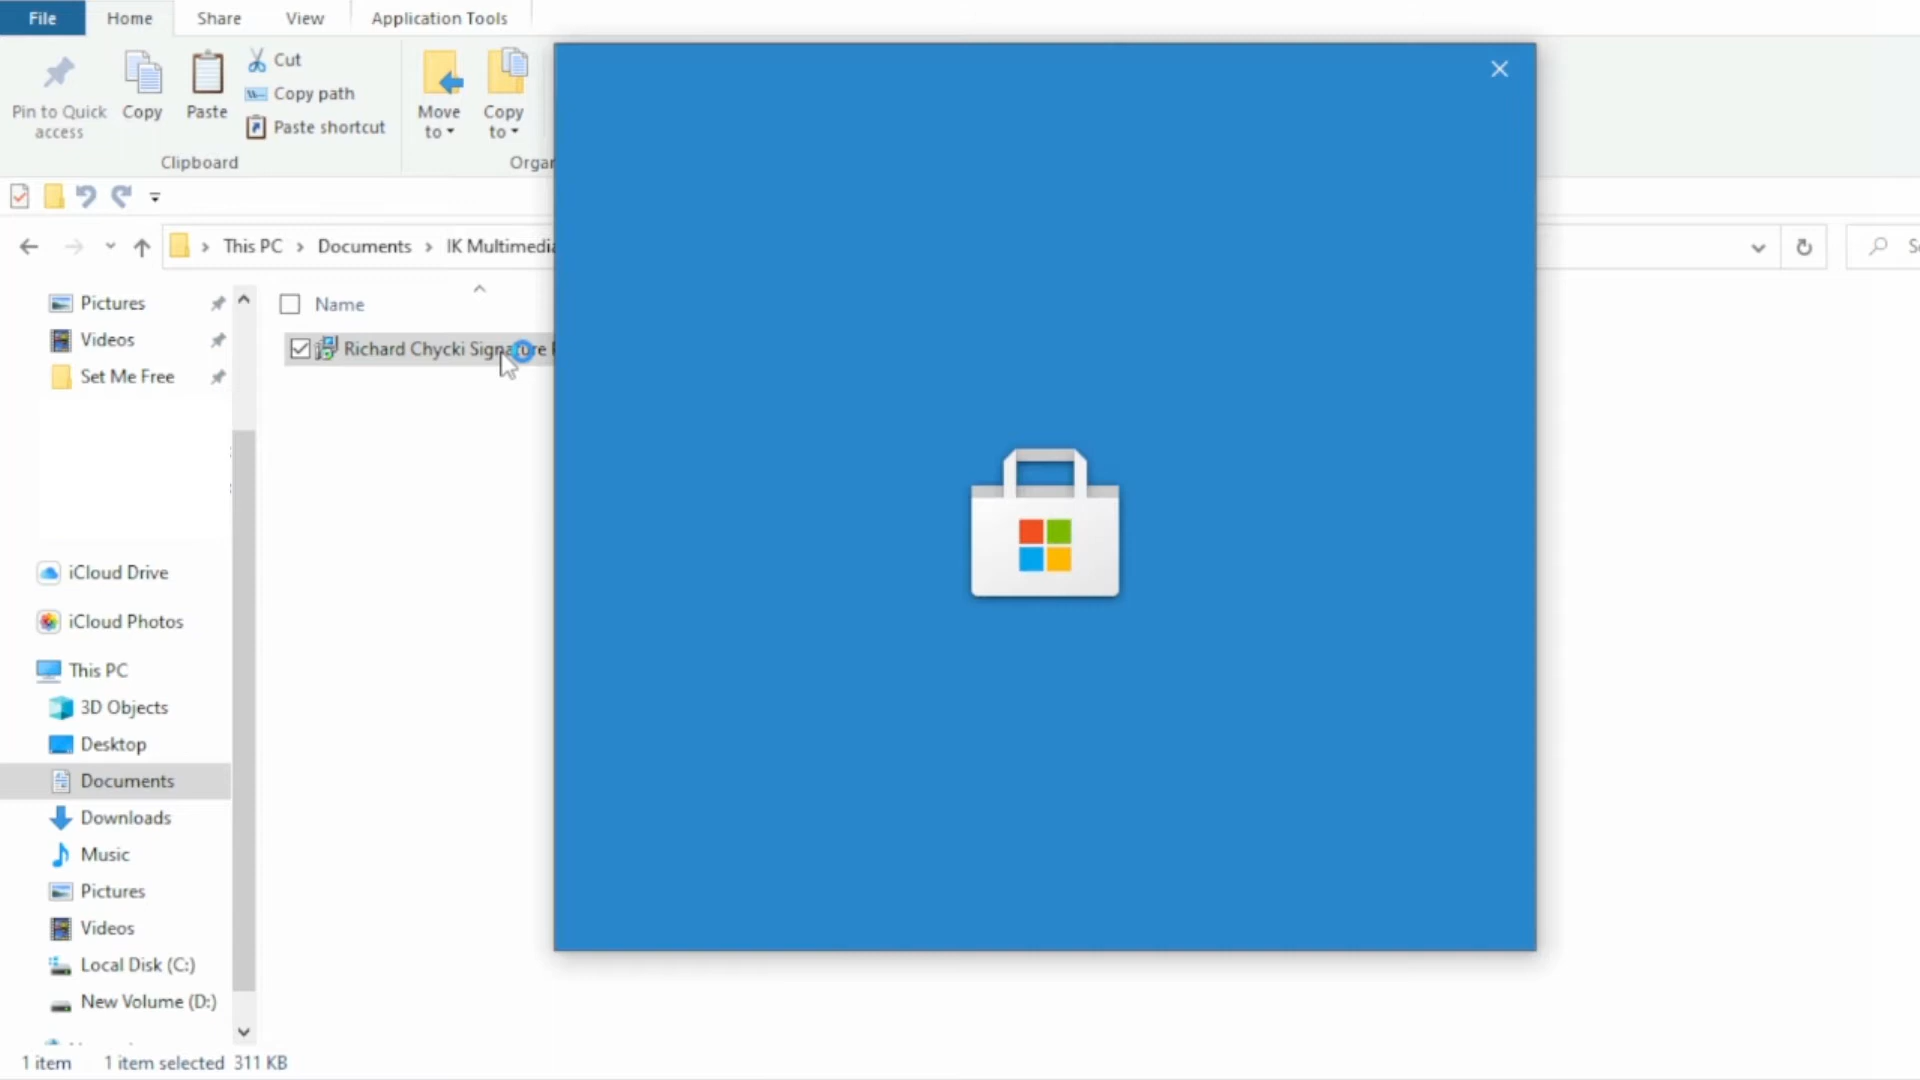 File Home Share View Application Tools
Pin to Quick access
Copy
Paste
Cut
Copy path
Paste shortcut
Move to
Copy to
Clipboard
This PC > Documents > IK Multimedia
Name
Richard Chycki Signature
Pictures
Videos
Set Me Free
iCloud Drive
iCloud Photos
This PC
3D Objects
Desktop
Documents
Downloads
Music
Pictures
Videos
Local Disk (C:)
New Volume (D:)
1 item 1 item selected 311 KB